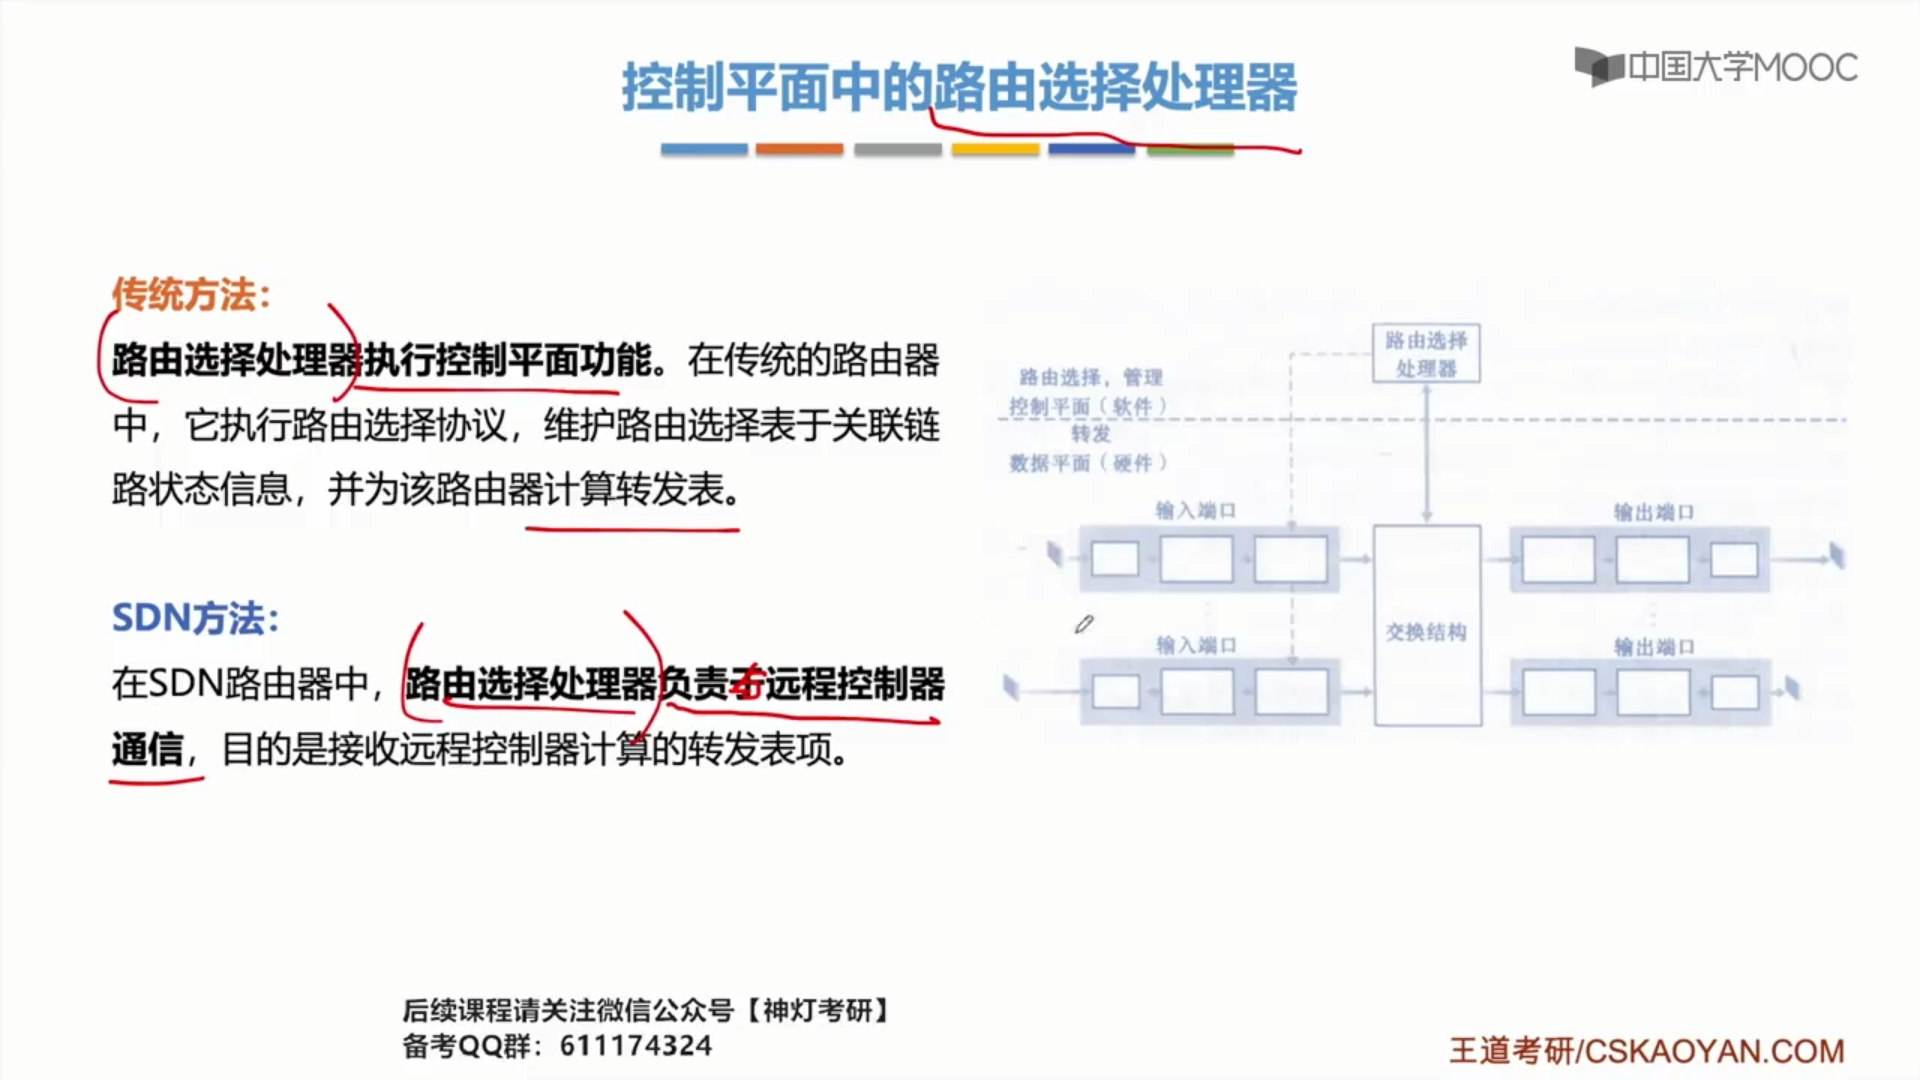 控制平面中的路由选择处理器
中国大学MOOC
传统方法：
路由选择处理器执行控制平面功能。在传统的路由器
中，它执行路由选择协议，维护路由选择表于关联链
路状态信息，并为该路由器计算转发表。
SDN方法：
在SDN路由器中，路由选择处理器负责于远程控制器
通信，目的是接收远程控制器计算的转发表项。
路由选择
处理器
路由选择，管理
控制平面（软件）
转发
数据平面（硬件）
输入端口
输出端口
交换结构
输入端口
输出端口
后续课程请关注微信公众号【神灯考研】
备考QQ群：611174324
王道考研/CSKAOYAN.COM